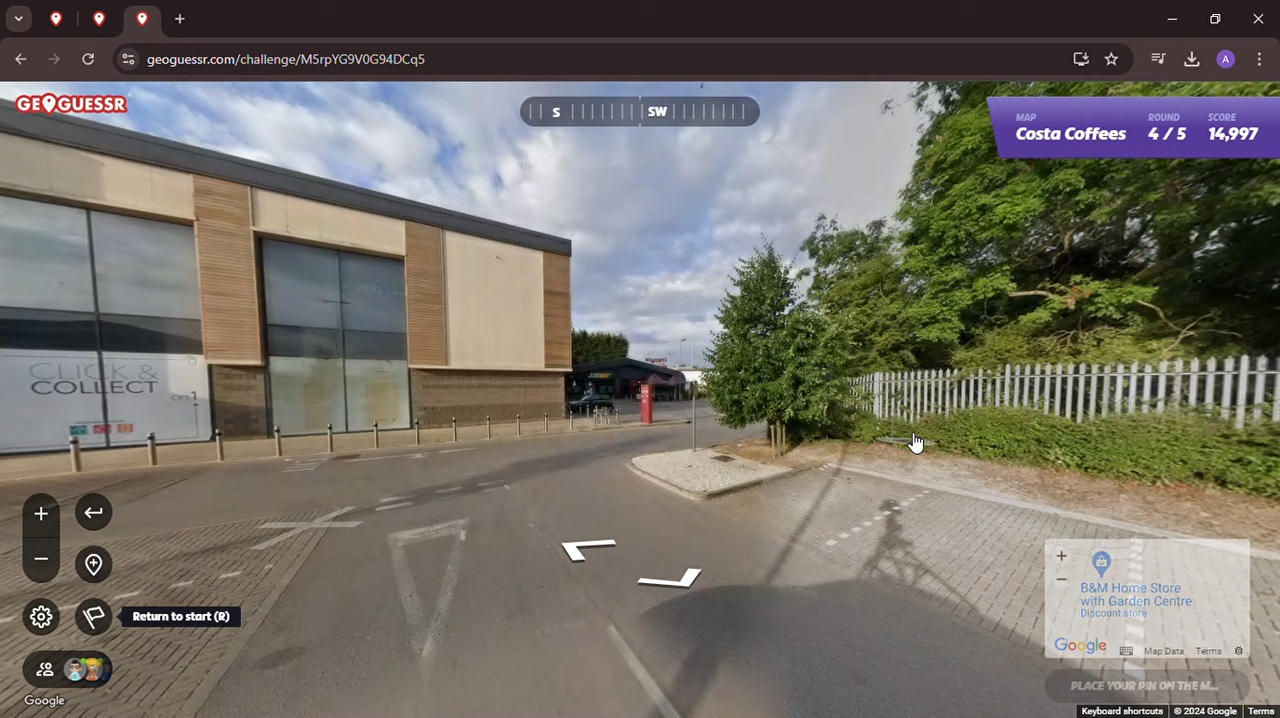 geoguessr.com/challenge/M5rpYG9V0G94DCq5
GEOGUESSR
S
SW
MAP
Costa Coffees
ROUND
4 / 5
SCORE
14,997
CLICK &
COLLECT
SUBWAY
Return to start (R)
B&M Home Store
with Garden Centre
Discount store
Google
Map Data
Terms
PLACE YOUR PIN ON THE M...
Google
Keyboard shortcuts
© 2024 Google
Terms
A